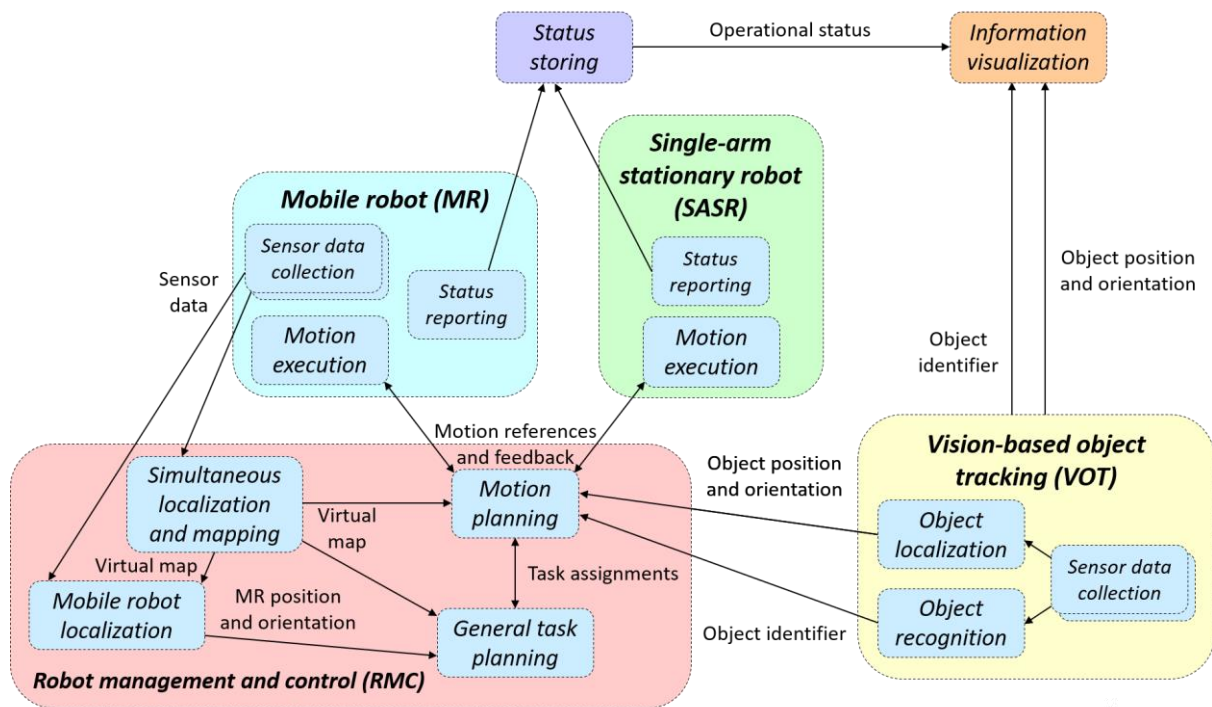 Status
storing
Operational status
Information
visualization
Single-arm
stationary robot
(SASR)
Mobile robot (MR)
Sensor data
collection
Status
reporting
Status
reporting
Sensor
data
Motion
execution
Motion
execution
Object position
and orientation
Object
identifier
Motion references
and feedback
Vision-based object
tracking (VOT)
Simultaneous
localization
and mapping
Motion
planning
Object position
and orientation
Object
localization
Virtual
map
Virtual map
Task assignments
Sensor data
collection
Mobile robot
localization
MR position
and orientation
General task
planning
Object identifier
Object
recognition
Robot management and control (RMC)